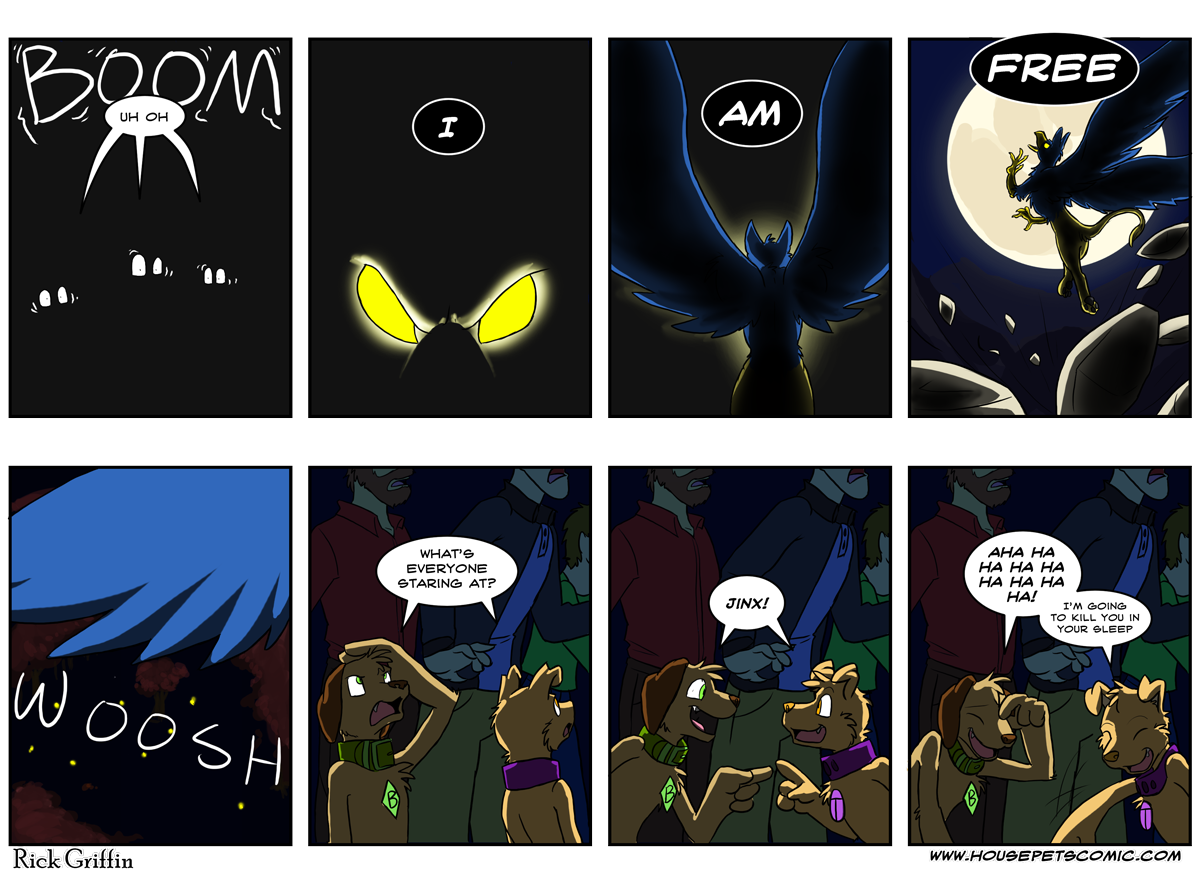 BOOM
UH OH
I
AM
FREE
WOOSH
WHAT'S
EVERYONE
STARING AT?
B
JINX!
B
I
AHA HA
HA HA HA
HA HA HA
HA!
I'M GOING
TO KILL YOU IN
YOUR SLEEP
B
I
Rick Griffin
WWW.HOUSEPETSCOMIC.COM